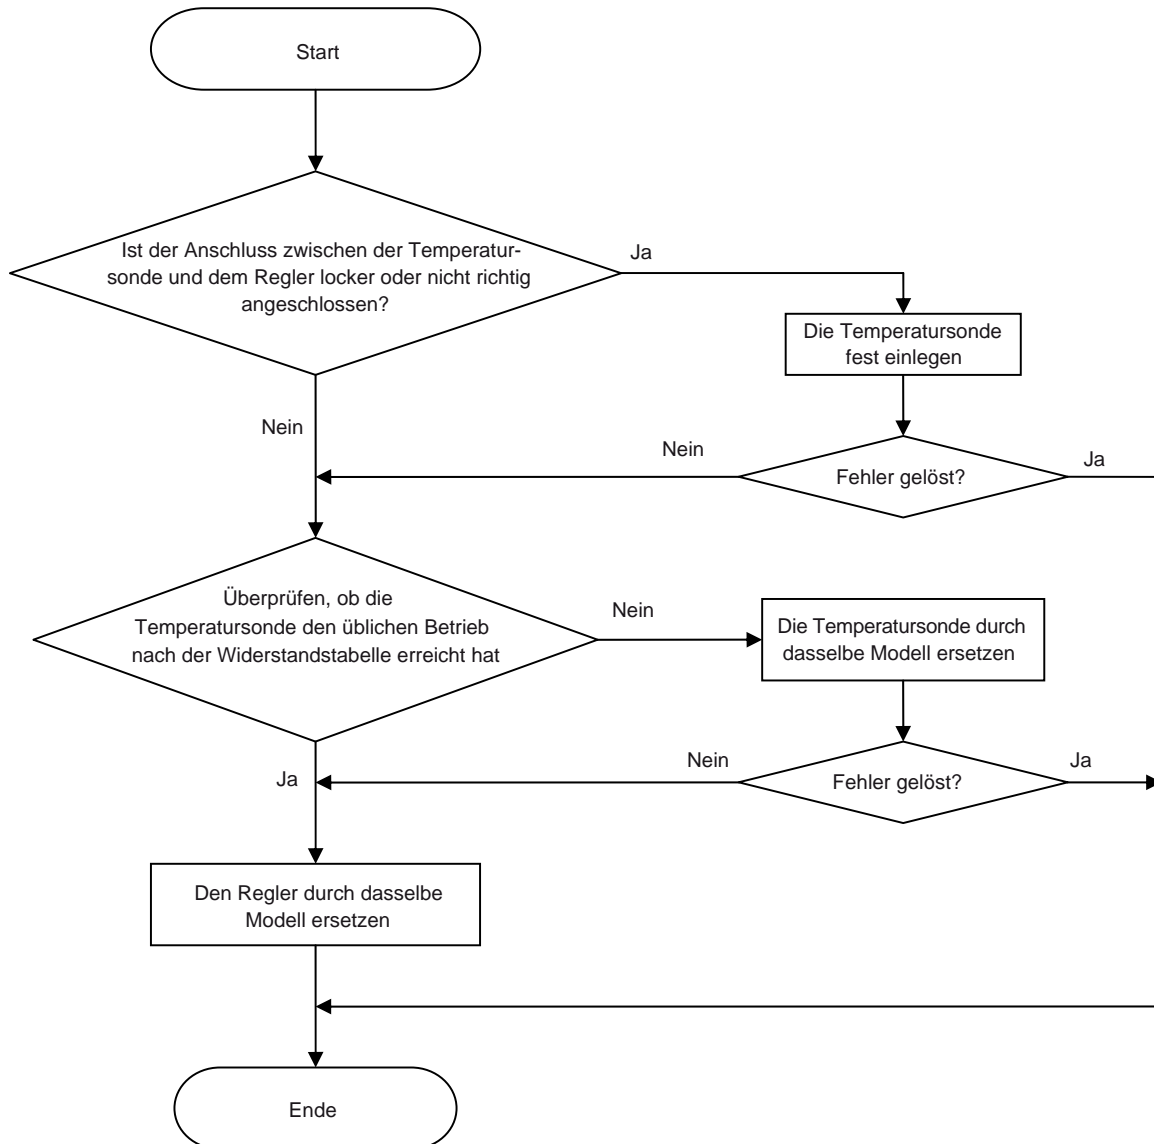 Start
Ist der Anschluss zwischen der Temperatur-
sonde und dem Regler locker oder nicht richtig
angeschlossen?
Ja
Die Temperatursonde
fest einlegen
Nein
Nein
Fehler gelöst?
Ja
Überprüfen, ob die
Temperatursonde den üblichen Betrieb
nach der Widerstandstabelle erreicht hat
Nein
Die Temperatursonde durch
dasselbe Modell ersetzen
Ja
Nein
Fehler gelöst?
Ja
Den Regler durch dasselbe
Modell ersetzen
Ende